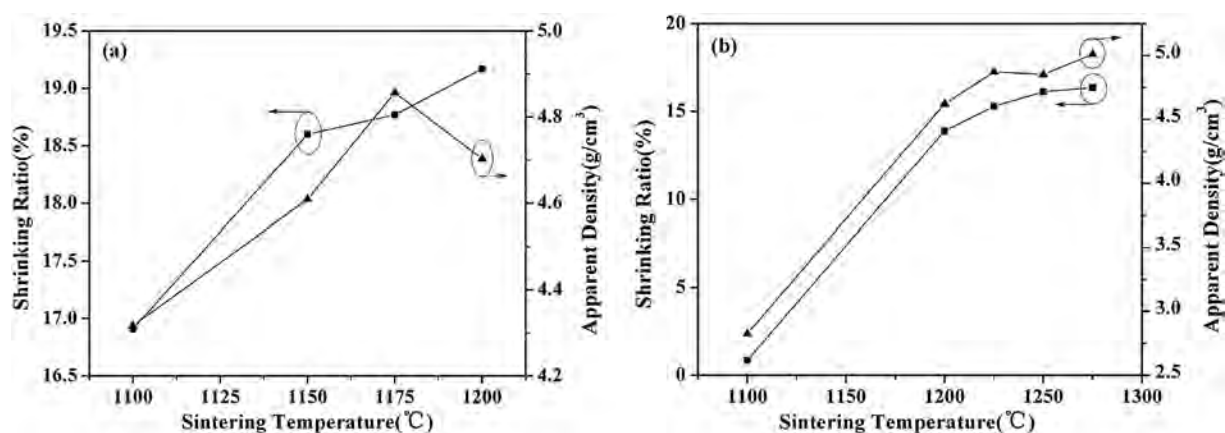 (a)
Shrinking Ratio(%)
19.5
19.0
18.5
18.0
17.5
17.0
16.5
5.0
4.8
4.6
4.4
4.2
Apparent Density(g/cm³)
1100 1125 1150 1175 1200
Sintering Temperature(℃)
(b)
Shrinking Ratio(%)
20
15
10
5
0
5.0
4.5
4.0
3.5
3.0
2.5
Apparent Density(g/cm³)
1100 1150 1200 1250 1300
Sintering Temperature(℃)